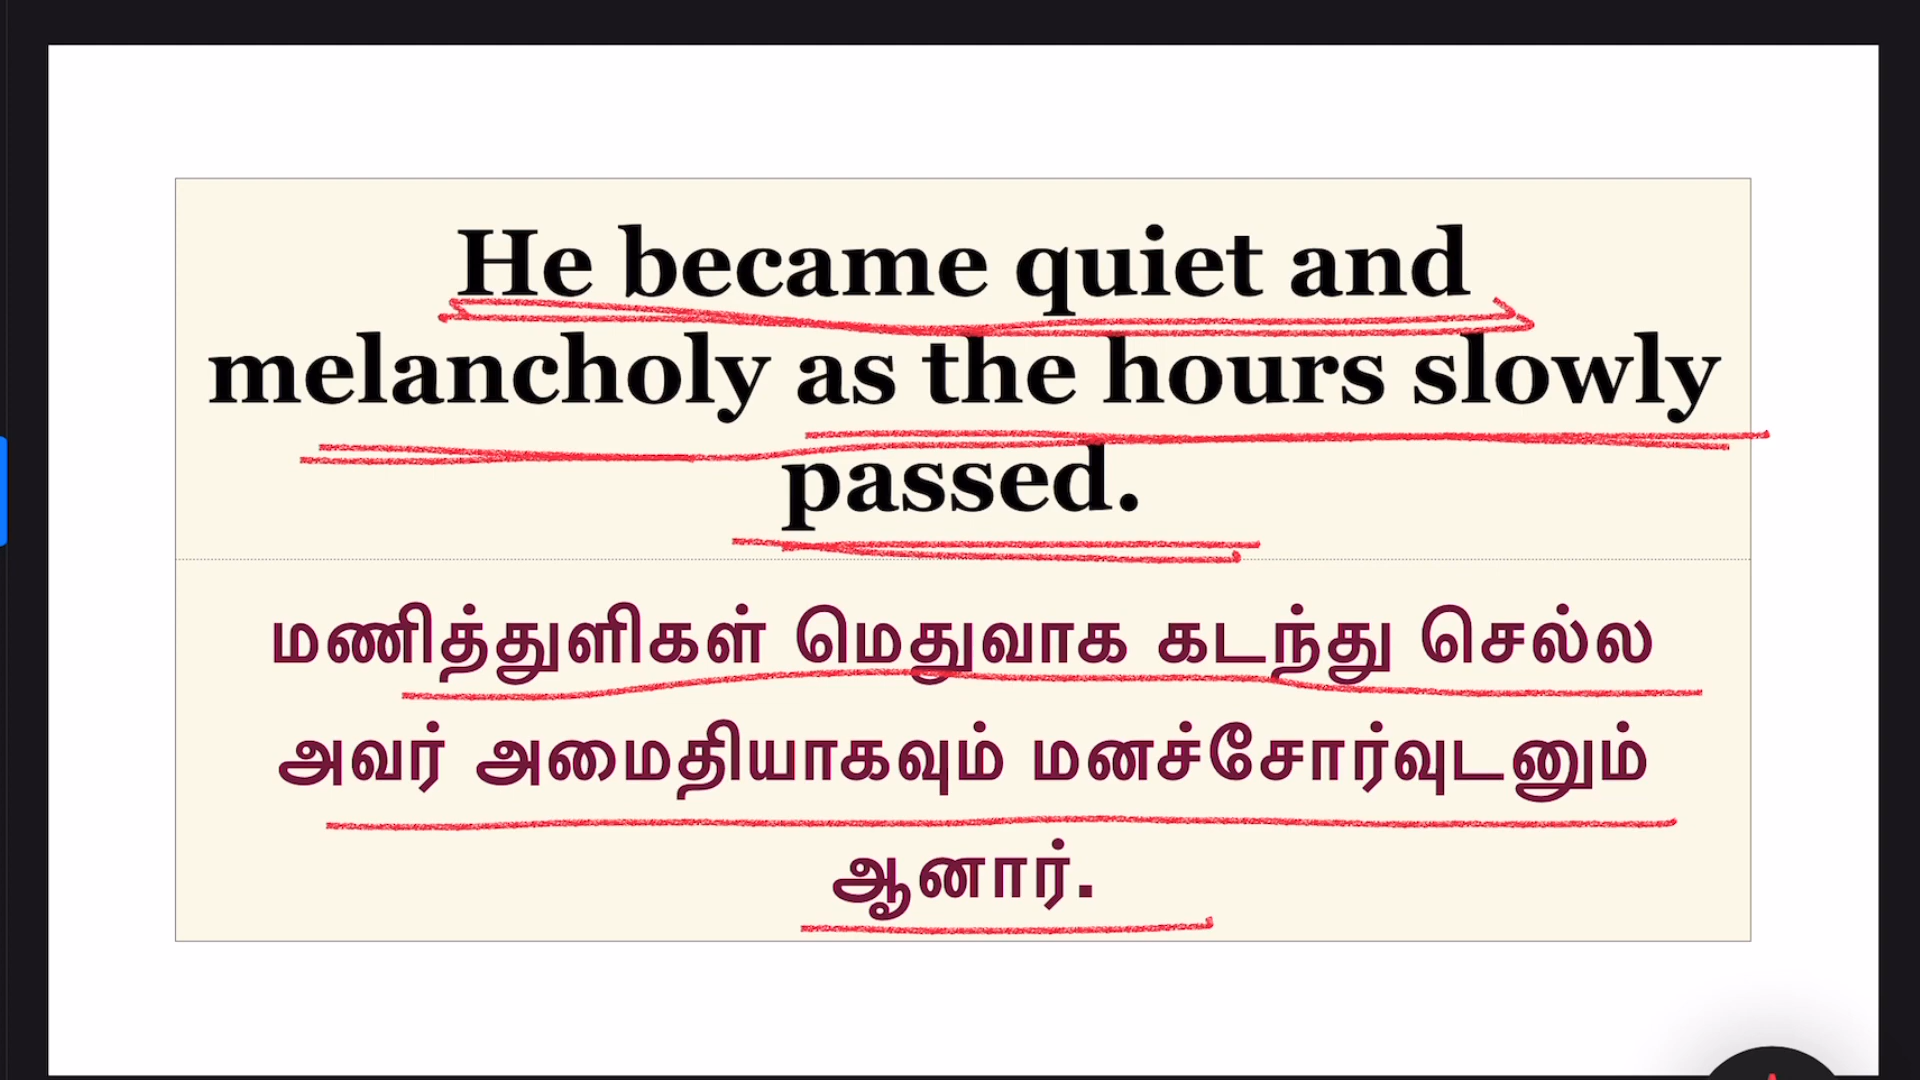 He became quiet and
melancholy as the hours slowly
passed.
மணித்துளிகள் மெதுவாக கடந்து செல்ல
அவர் அமைதியாகவும் மனச்சோர்வுடனும்
ஆனார்.